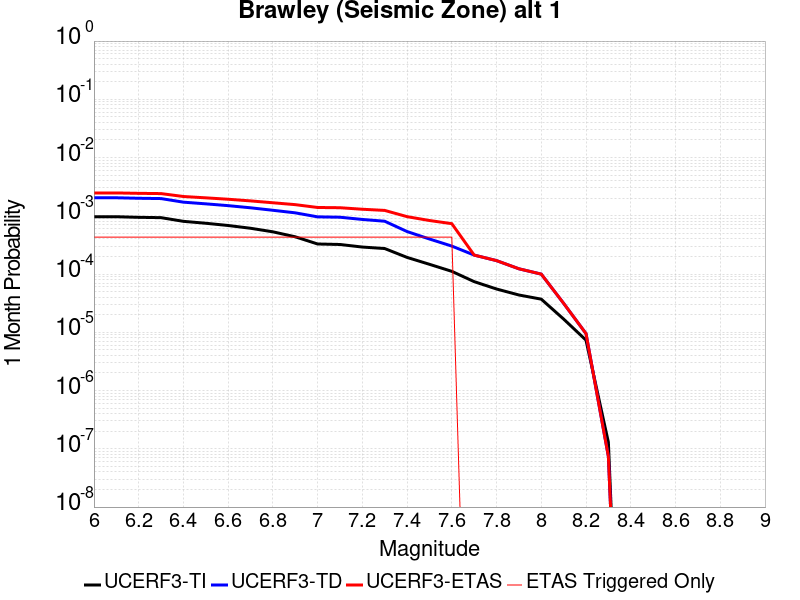 Brawley (Seismic Zone) alt 1
10^0
10^-1
10^-2
10^-3
10^-4
10^-5
10^-6
10^-7
10^-8
1 Month Probability
6 6.2 6.4 6.6 6.8 7 7.2 7.4 7.6 7.8 8 8.2 8.4 8.6 8.8 9
Magnitude
UCERF3-TI UCERF3-TD UCERF3-ETAS ETAS Triggered Only